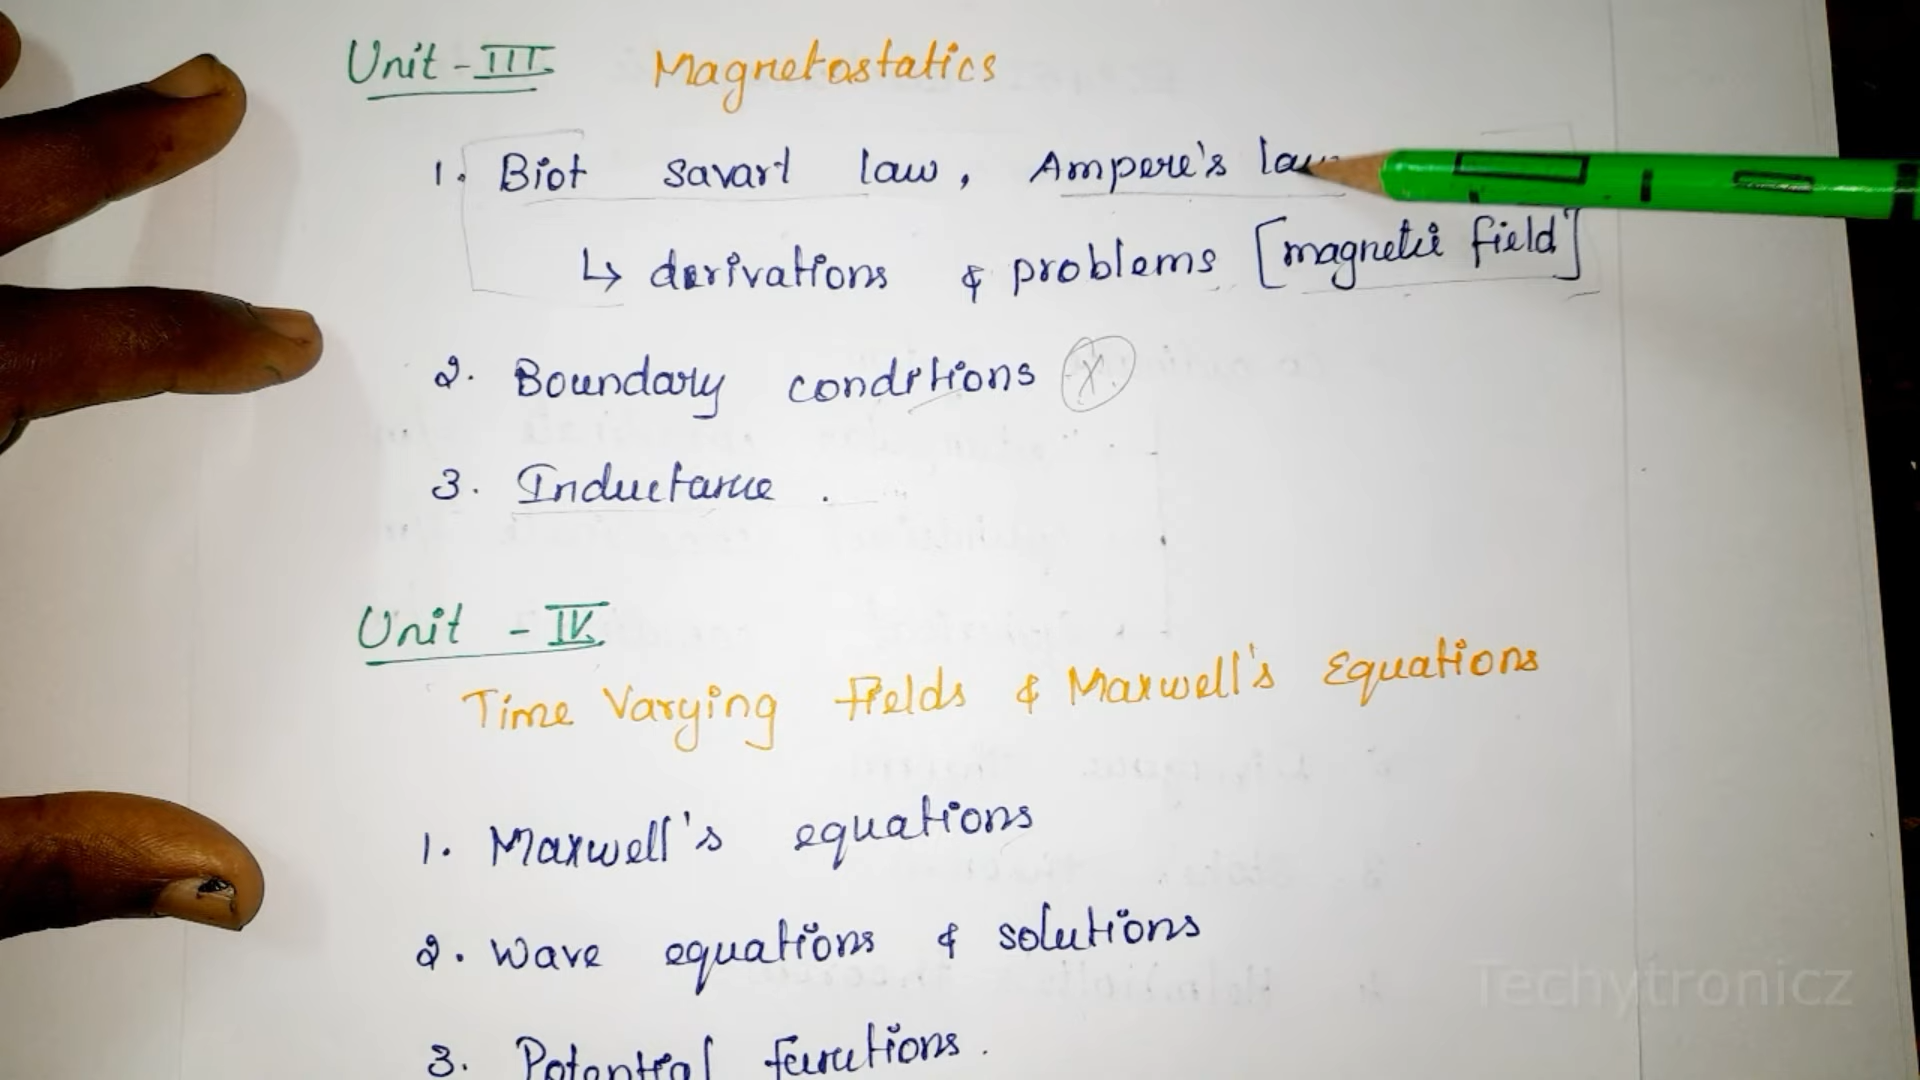 Unit - III Magnetostatics
1. Biot savart law, Ampere's law
↳ derivations & problems [magnetic field]
2. Boundary conditions
3. Inductance.
Unit - IV
Time Varying Fields & Maxwell's Equations
1. Maxwell's equations
2. Wave equations & solutions
3. Potential functions.
Techytronicz